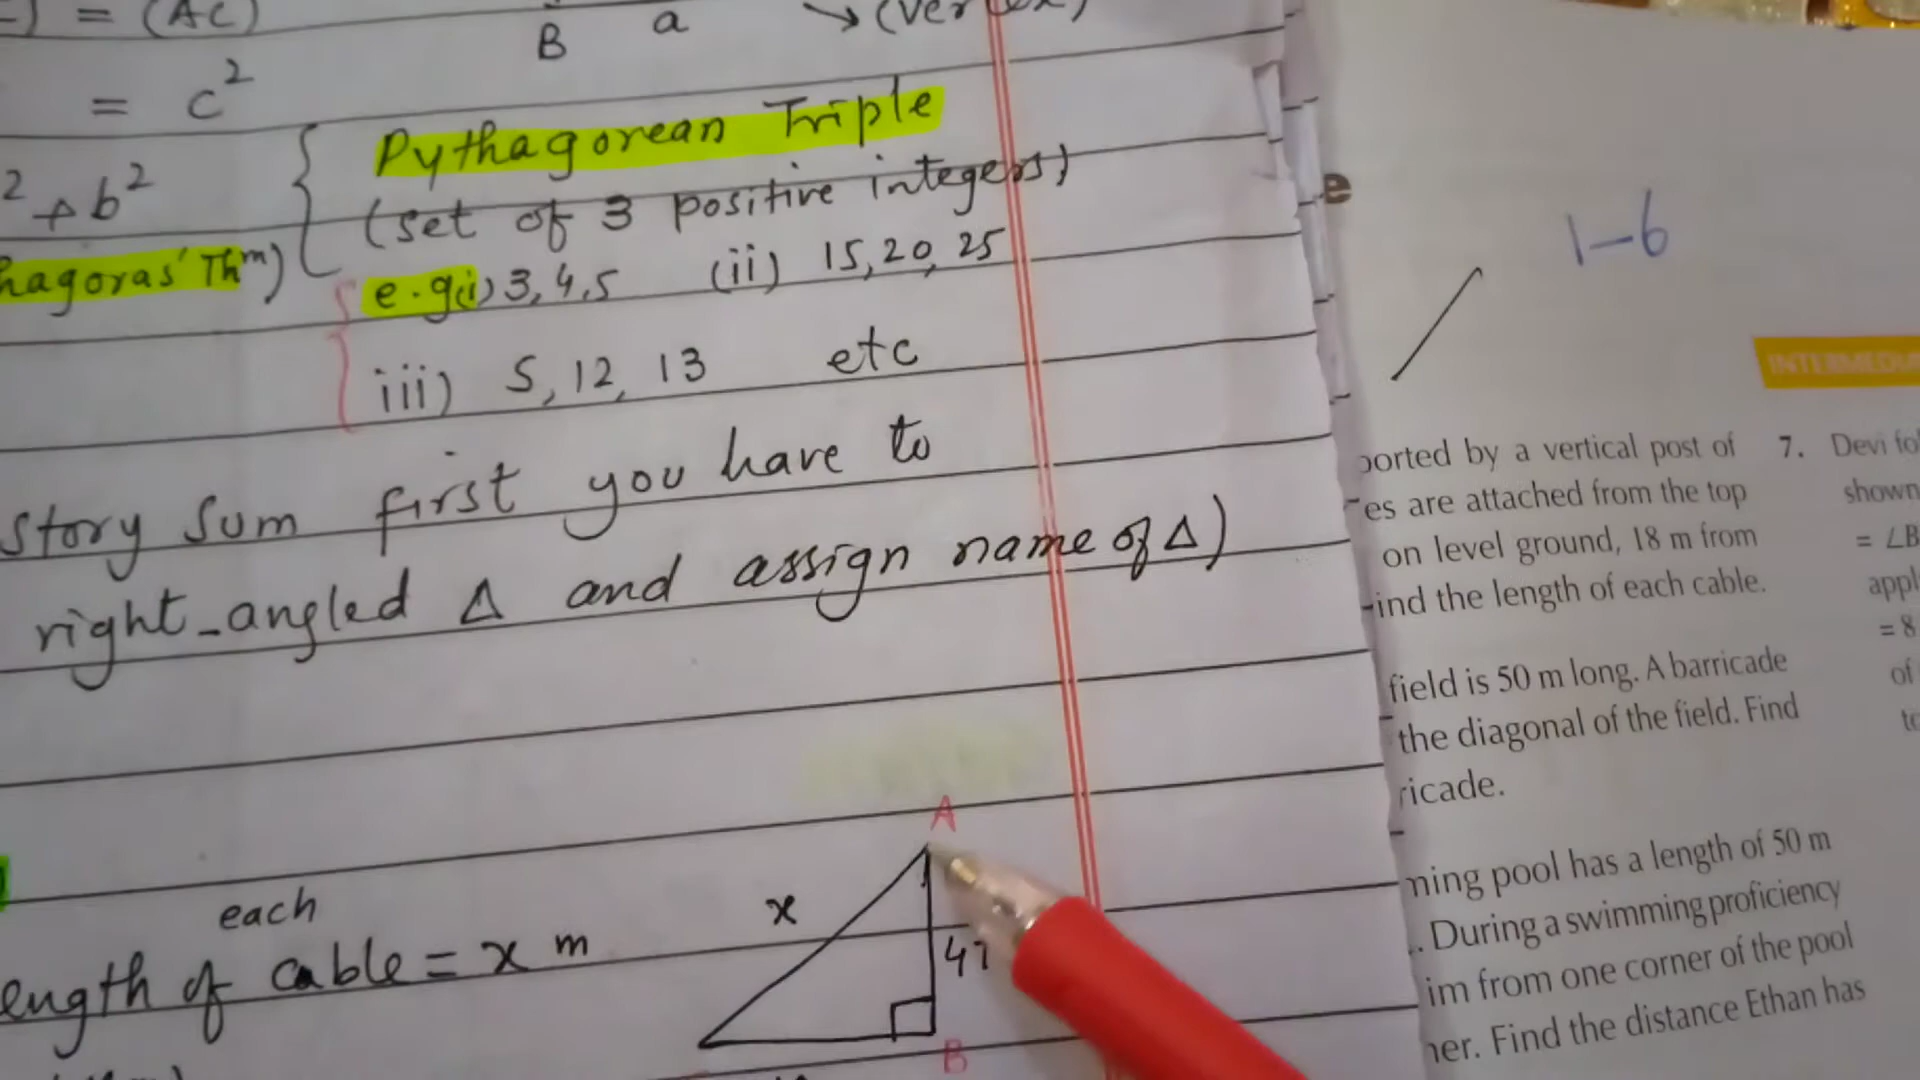 = (AC)
B a → (vertex)
= c²
Pythagorean Triple
2 + b²
(set of 3 positive integers)
hagoras' Thm)
e.g (i) 3, 4, 5 (ii) 15, 20, 25
iii) 5, 12, 13 etc
story sum first you have to
right-angled Δ and assign name of Δ)
A
each
x
ength of cable = x m
B
e
1-6
ported by a vertical post of
es are attached from the top
on level ground, 18 m from
ind the length of each cable.
field is 50 m long. A barricade
the diagonal of the field. Find
ricade.
ming pool has a length of 50 m
. During a swimming proficiency
im from one corner of the pool
ner. Find the distance Ethan has
7. Devi fol
shown
= ∠B
appl
= 8
of